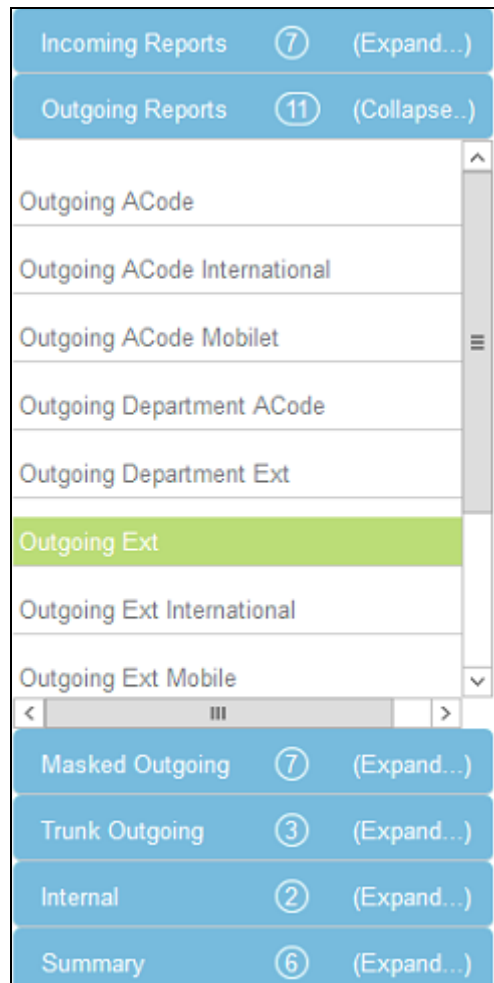 Incoming Reports 7 (Expand...)
Outgoing Reports 11 (Collapse..)
Outgoing ACode
Outgoing ACode International
Outgoing ACode Mobilet
Outgoing Department ACode
Outgoing Department Ext
Outgoing Ext
Outgoing Ext International
Outgoing Ext Mobile
Masked Outgoing 7 (Expand...)
Trunk Outgoing 3 (Expand...)
Internal 2 (Expand...)
Summary 6 (Expand...)